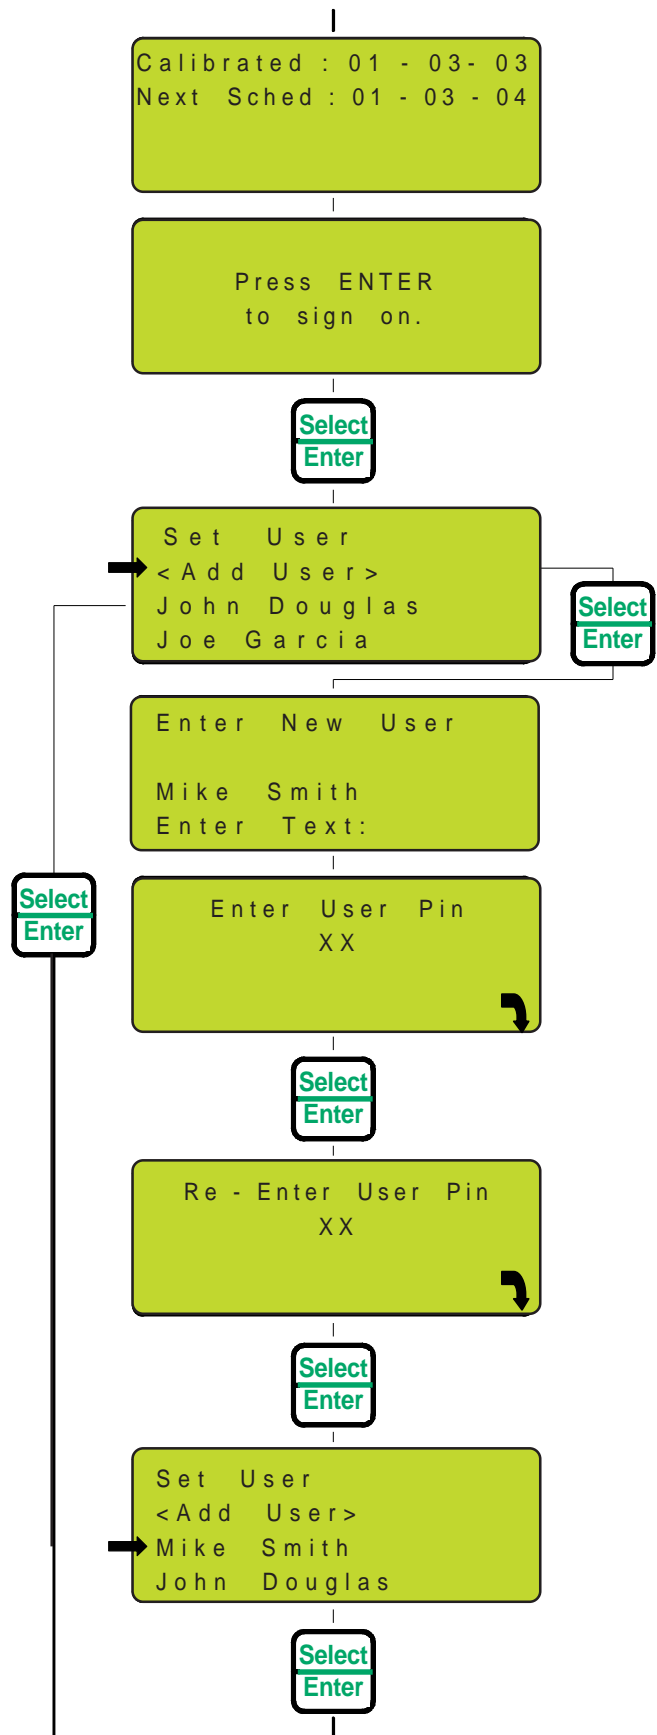 Calibrated : 01 - 03- 03
Next Sched : 01 - 03 - 04
Press ENTER
to sign on.
Select
Enter
Set User
<Add User>
John Douglas
Joe Garcia
Select
Enter
Enter New User
Mike Smith
Enter Text:
Select
Enter
Enter User Pin
XX
Select
Enter
Re - Enter User Pin
XX
Select
Enter
Set User
<Add User>
Mike Smith
John Douglas
Select
Enter